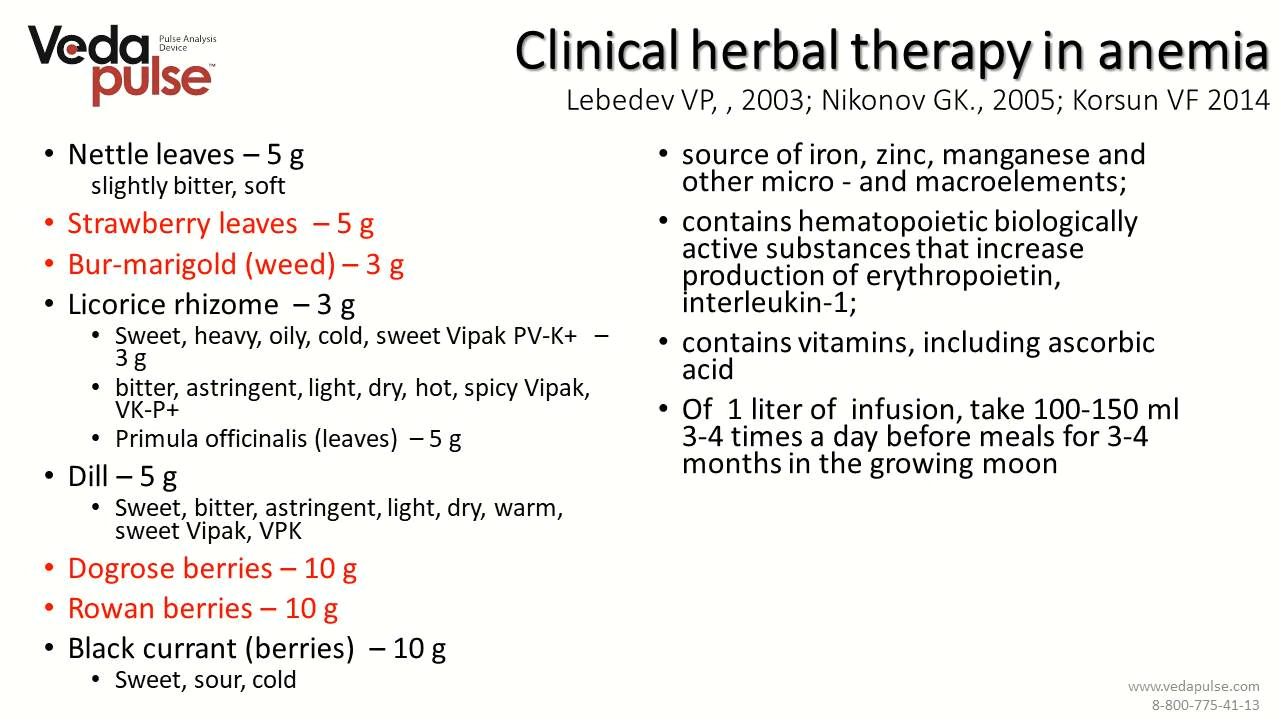 Veda
pulse™
Pulse Analysis
Device
Clinical herbal therapy in anemia
Lebedev VP, , 2003; Nikonov GK., 2005; Korsun VF 2014
• Nettle leaves – 5 g
slightly bitter, soft
• Strawberry leaves – 5 g
• Bur-marigold (weed) – 3 g
• Licorice rhizome – 3 g
• Sweet, heavy, oily, cold, sweet Vipak PV-K+ –
3 g
• bitter, astringent, light, dry, hot, spicy Vipak,
VK-P+
• Primula officinalis (leaves) – 5 g
• Dill – 5 g
• Sweet, bitter, astringent, light, dry, warm,
sweet Vipak, VPK
• Dogrose berries – 10 g
• Rowan berries – 10 g
• Black currant (berries) – 10 g
• Sweet, sour, cold
• source of iron, zinc, manganese and
other micro - and macroelements;
• contains hematopoietic biologically
active substances that increase
production of erythropoietin,
interleukin-1;
• contains vitamins, including ascorbic
acid
• Of 1 liter of infusion, take 100-150 ml
3-4 times a day before meals for 3-4
months in the growing moon
www.vedapulse.com
8-800-775-41-13